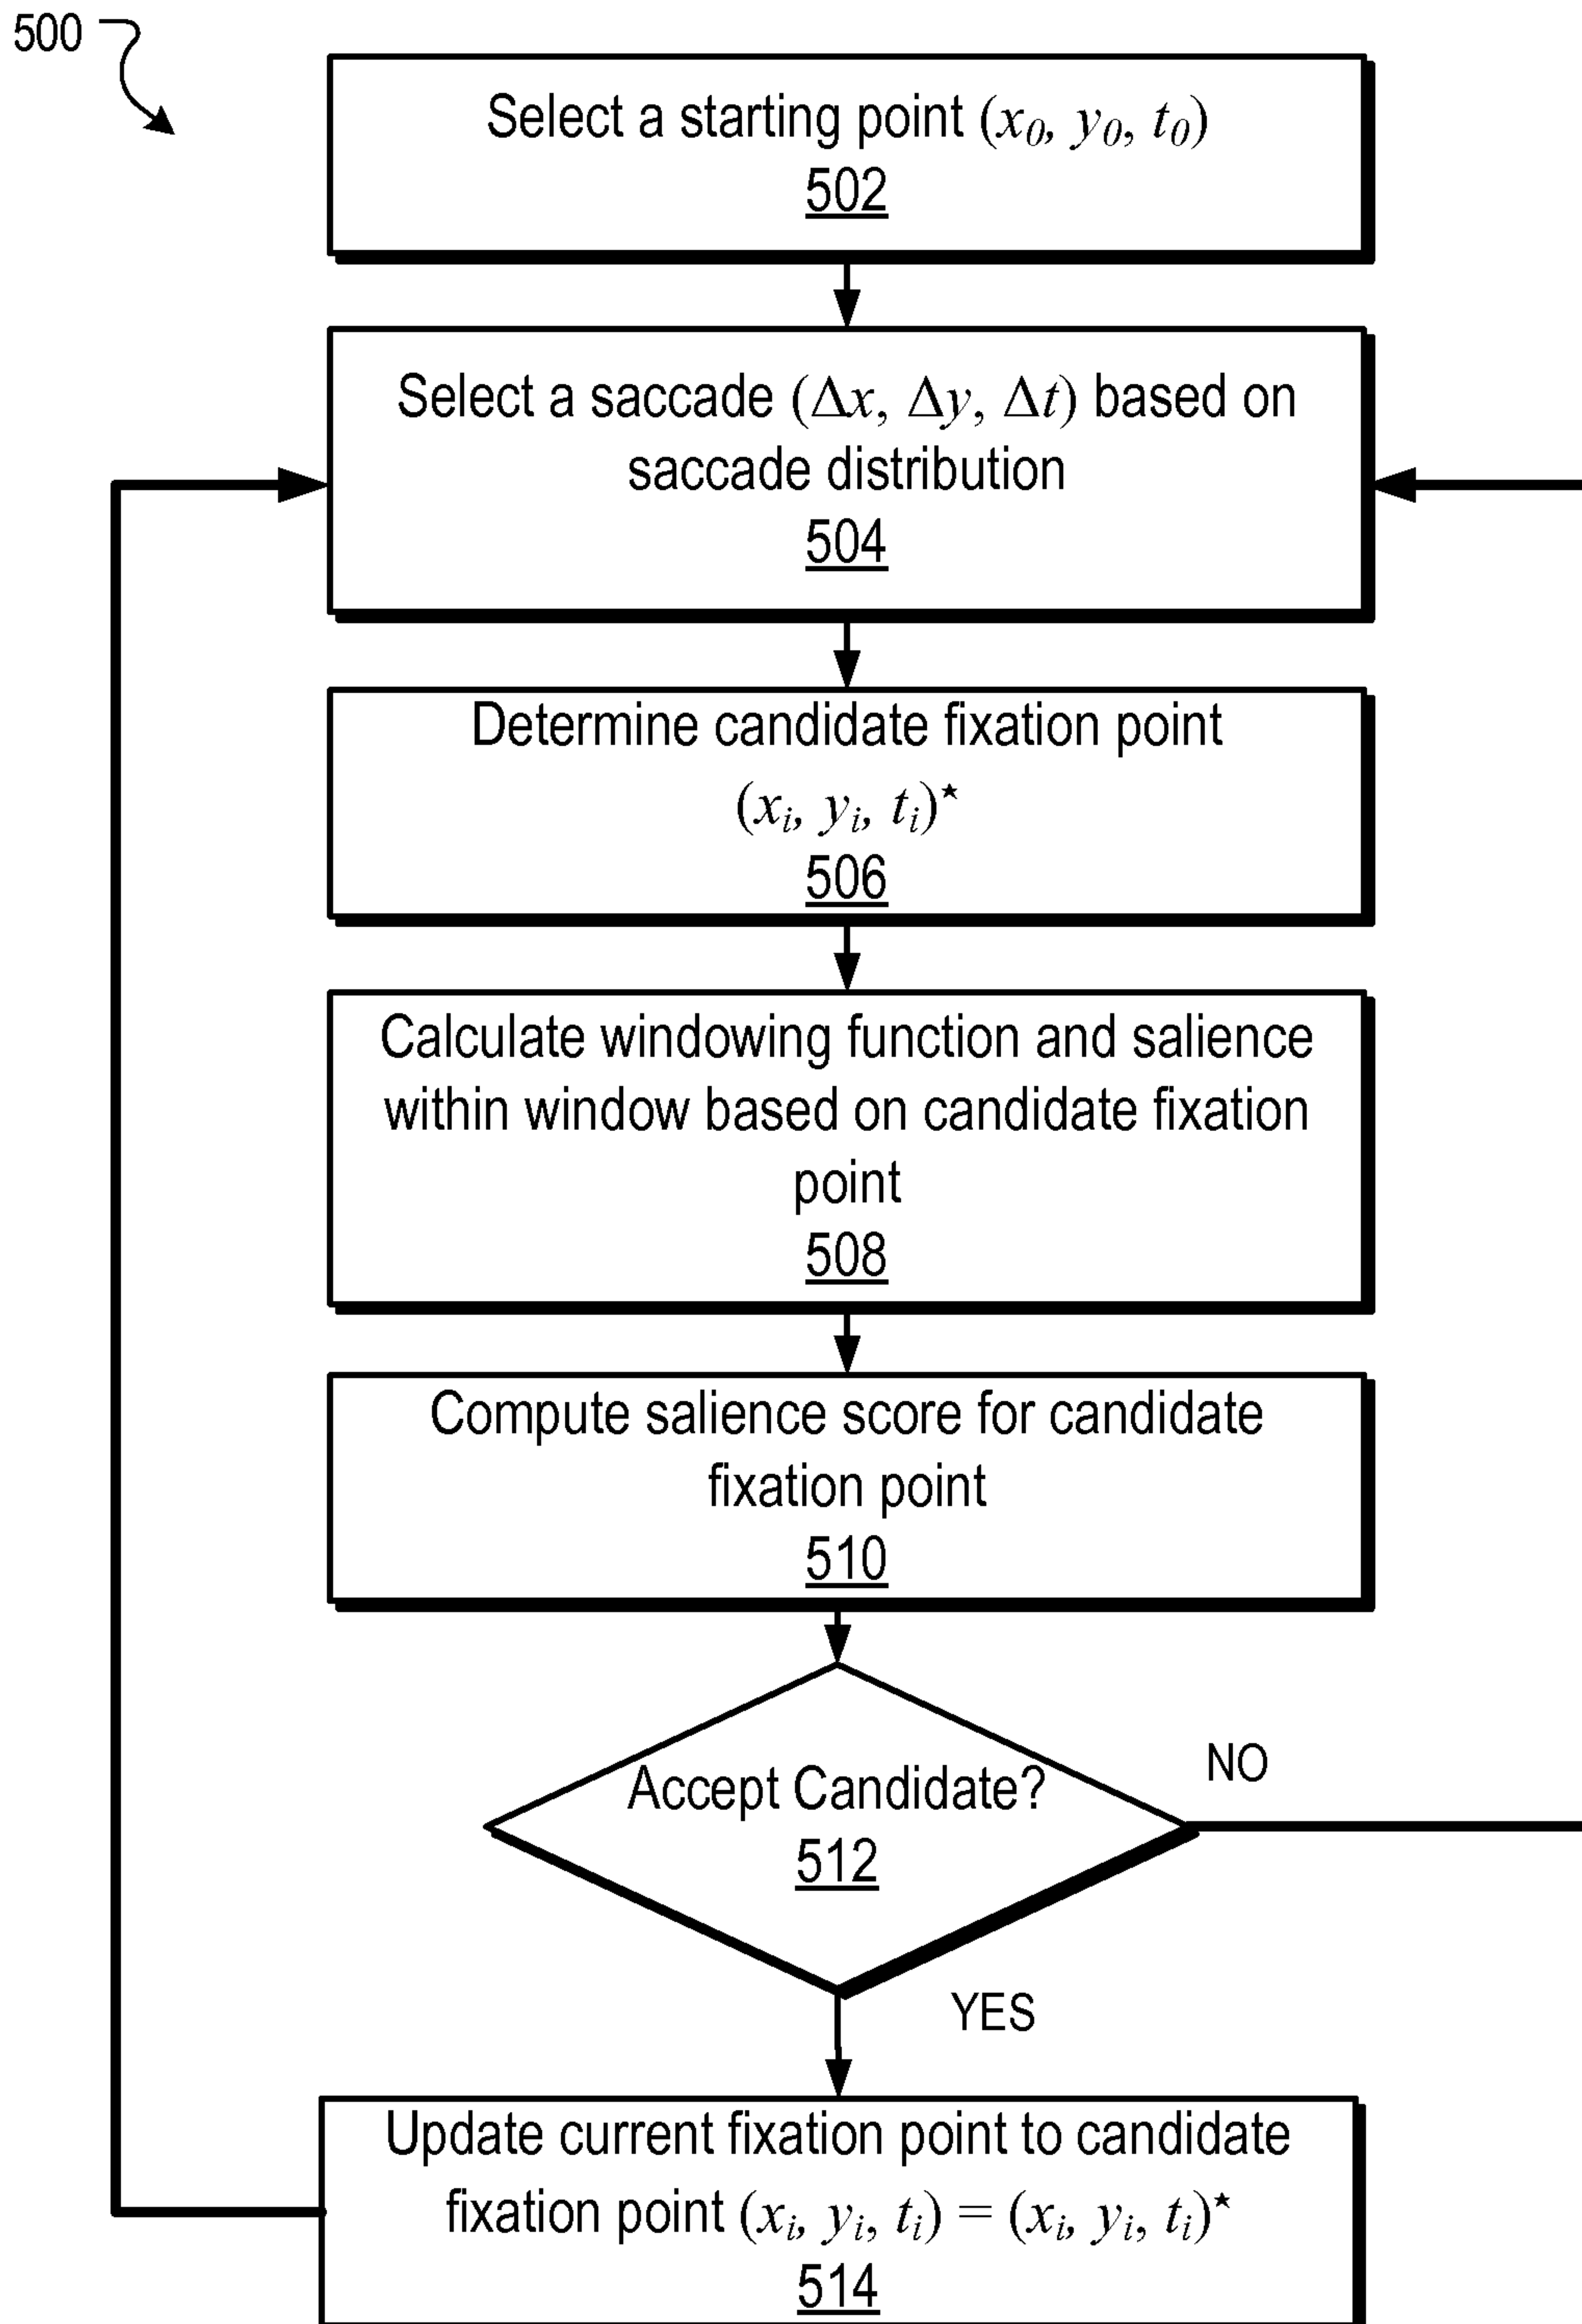 500
Select a starting point (x₀, y₀, t₀)
502
Select a saccade (Δx, Δy, Δt) based on
saccade distribution
504
Determine candidate fixation point
(xᵢ, yᵢ, tᵢ)*
506
Calculate windowing function and salience
within window based on candidate fixation
point
508
Compute salience score for candidate
fixation point
510
Accept Candidate?
512
NO
YES
Update current fixation point to candidate
fixation point (xᵢ, yᵢ, tᵢ) = (xᵢ, yᵢ, tᵢ)*
514